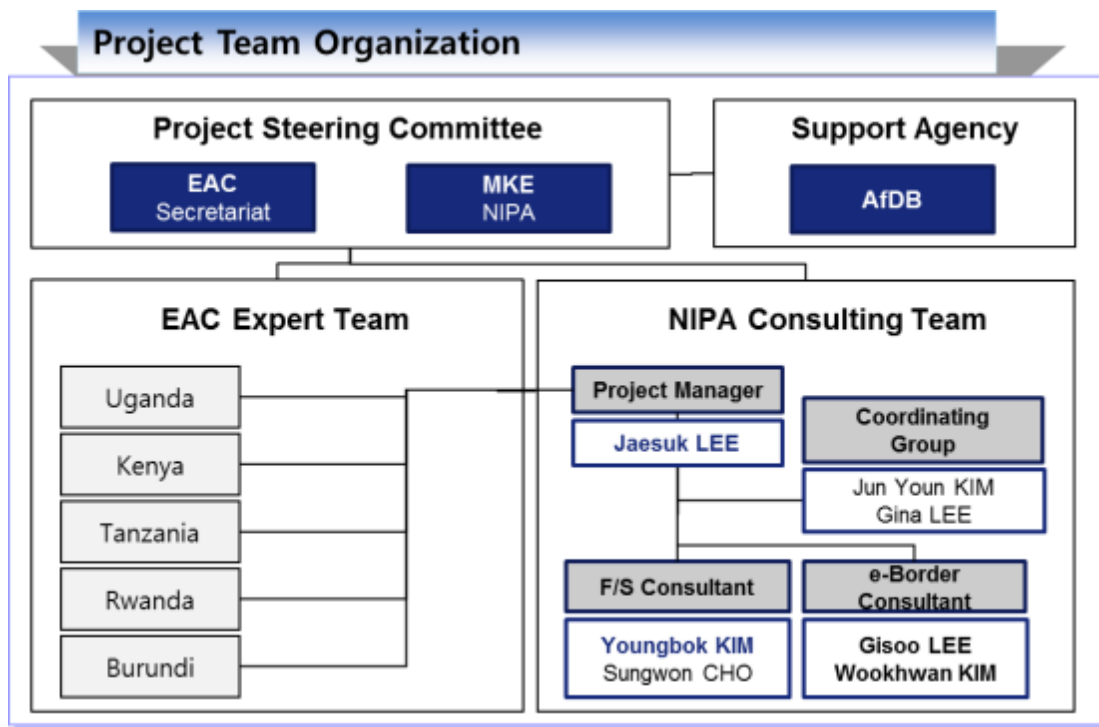 Project Team Organization
Project Steering Committee
EAC
Secretariat
MKE
NIPA
Support Agency
AfDB
EAC Expert Team
Uganda
Kenya
Tanzania
Rwanda
Burundi
NIPA Consulting Team
Project Manager
Jaesuk LEE
Coordinating
Group
Jun Youn KIM
Gina LEE
F/S Consultant
Youngbok KIM
Sungwon CHO
e-Border
Consultant
Gisoo LEE
Wookhwan KIM